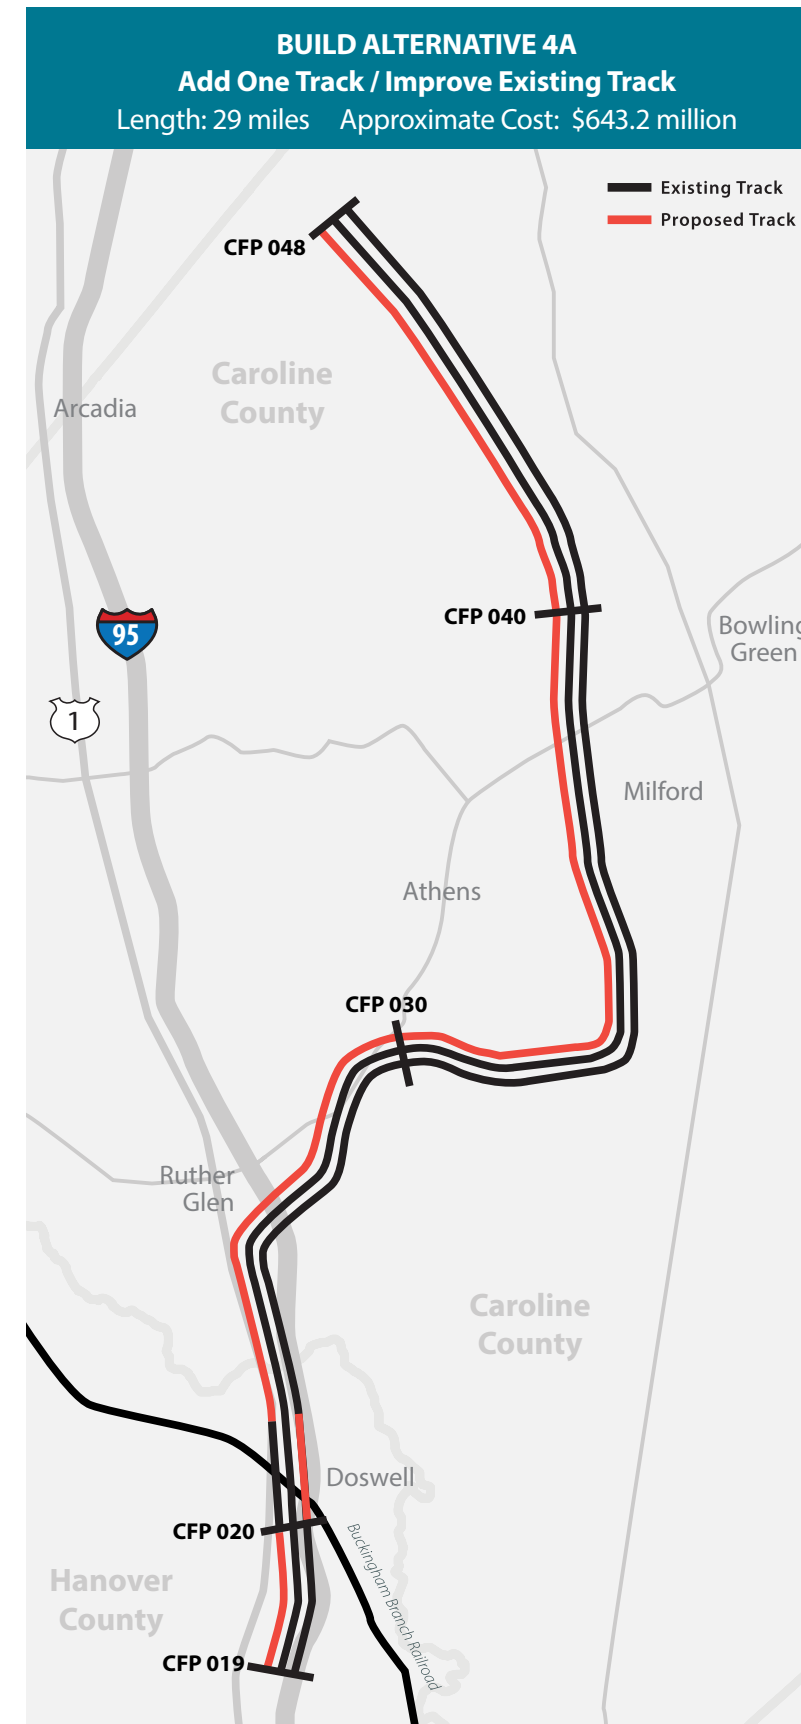 BUILD ALTERNATIVE 4A
Add One Track / Improve Existing Track
Length: 29 miles Approximate Cost: $643.2 million
Existing Track
Proposed Track
CFP 048
Caroline
County
Arcadia
CFP 040
95
Bowling
Green
1
Milford
Athens
CFP 030
Ruther
Glen
Caroline
County
Doswell
CFP 020
Buckingham Branch Railroad
Hanover
County
CFP 019